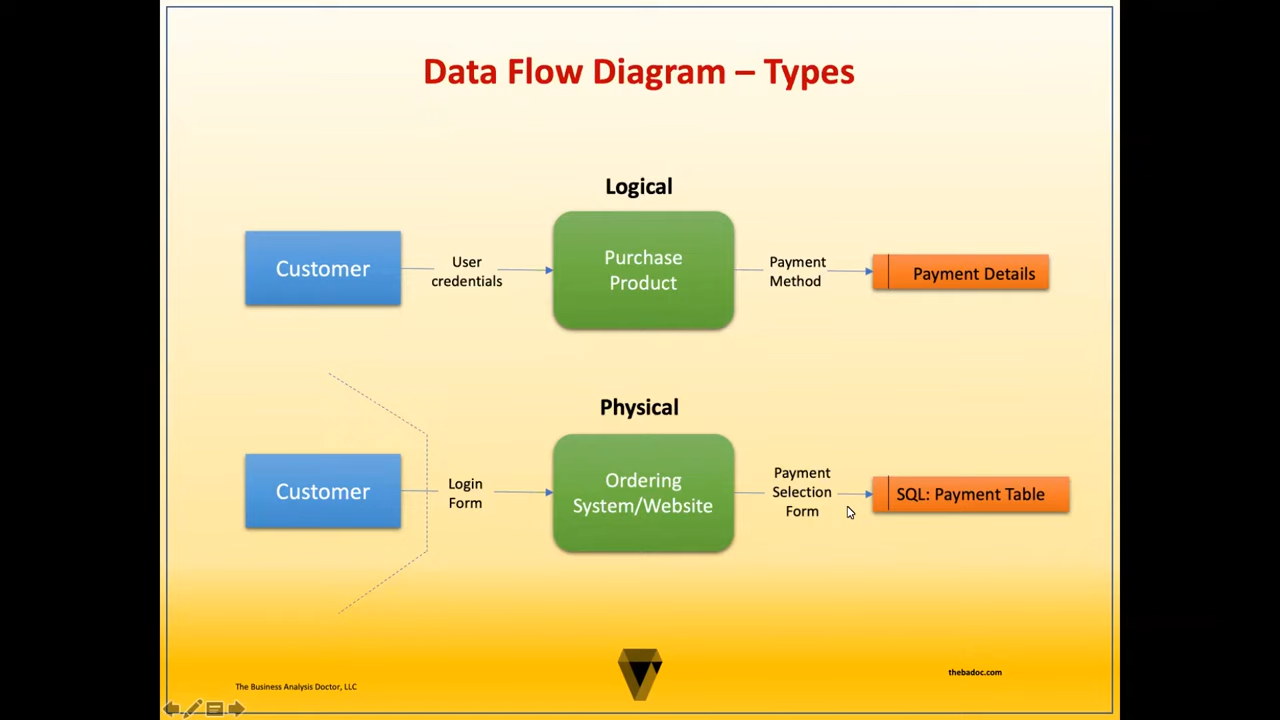 Data Flow Diagram – Types
Logical
Customer
User
credentials
Purchase
Product
Payment
Method
Payment Details
Physical
Customer
Login
Form
Ordering
System/Website
Payment
Selection
Form
SQL: Payment Table
The Business Analysis Doctor, LLC
thebadoc.com